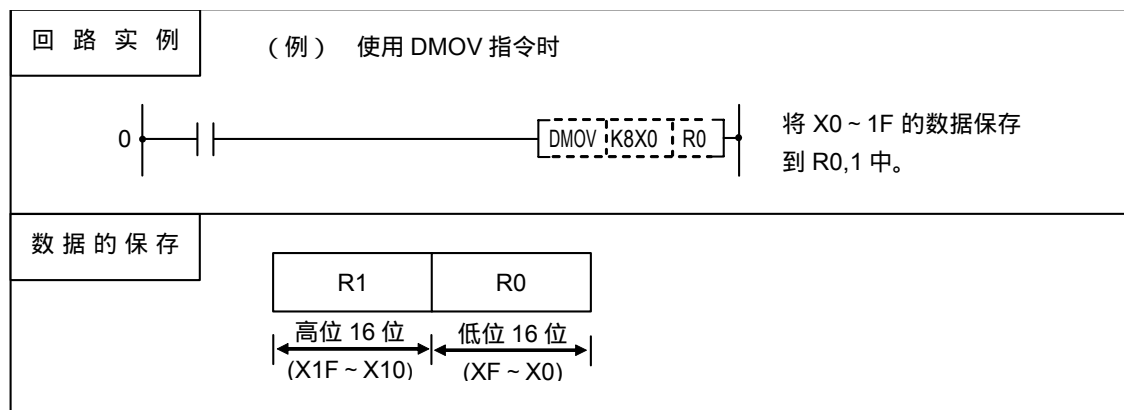 回路实例
（例） 使用 DMOV 指令时
0
DMOV K8X0 R0
将 X0～1F 的数据保存
到 R0,1 中。
数据的保存
R1 R0
高位 16 位 低位 16 位
(X1F～X10) (XF～X0)